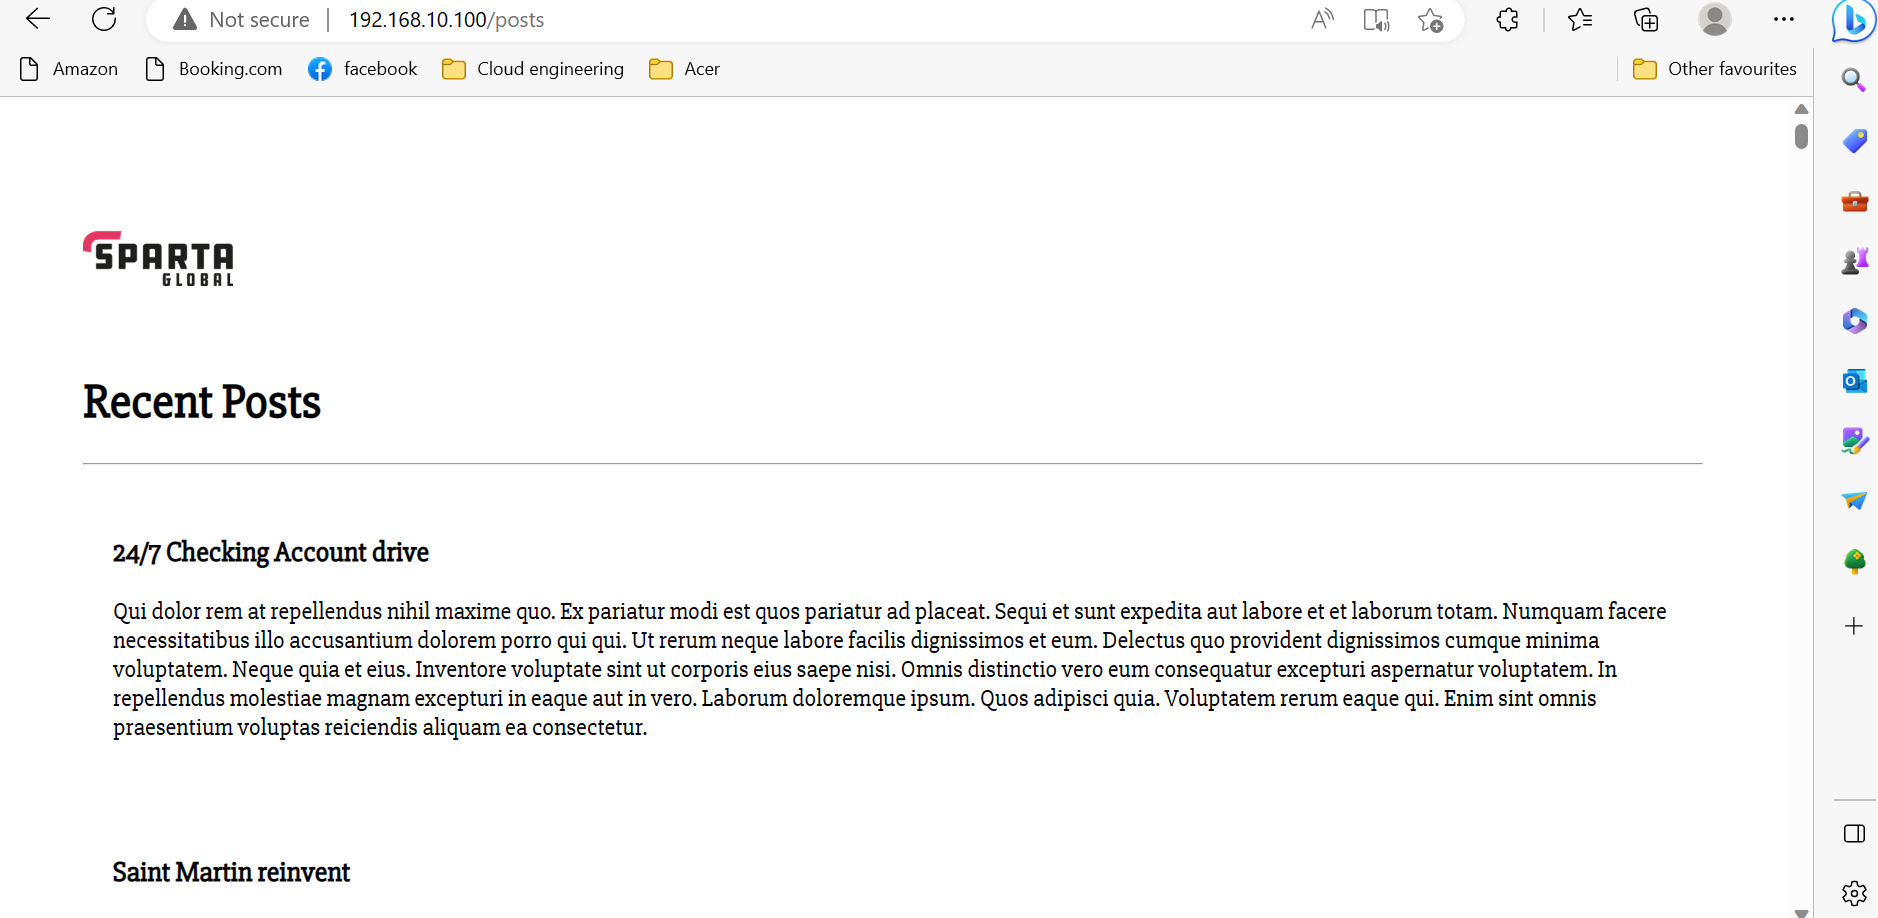 Not secure 192.168.10.100/posts
Amazon Booking.com facebook Cloud engineering Acer Other favourites
SPARTA
GLOBAL
Recent Posts
24/7 Checking Account drive
Qui dolor rem at repellendus nihil maxime quo. Ex pariatur modi est quos pariatur ad placeat. Sequi et sunt expedita aut labore et et laborum totam. Numquam facere
necessitatibus illo accusantium dolorem porro qui qui. Ut rerum neque labore facilis dignissimos et eum. Delectus quo provident dignissimos cumque minima
voluptatem. Neque quia et eius. Inventore voluptate sint ut corporis eius saepe nisi. Omnis distinctio vero eum consequatur excepturi aspernatur voluptatem. In
repellendus molestiae magnam excepturi in eaque aut in vero. Laborum doloremque ipsum. Quos adipisci quia. Voluptatem rerum eaque qui. Enim sint omnis
praesentium voluptas reiciendis aliquam ea consectetur.
Saint Martin reinvent